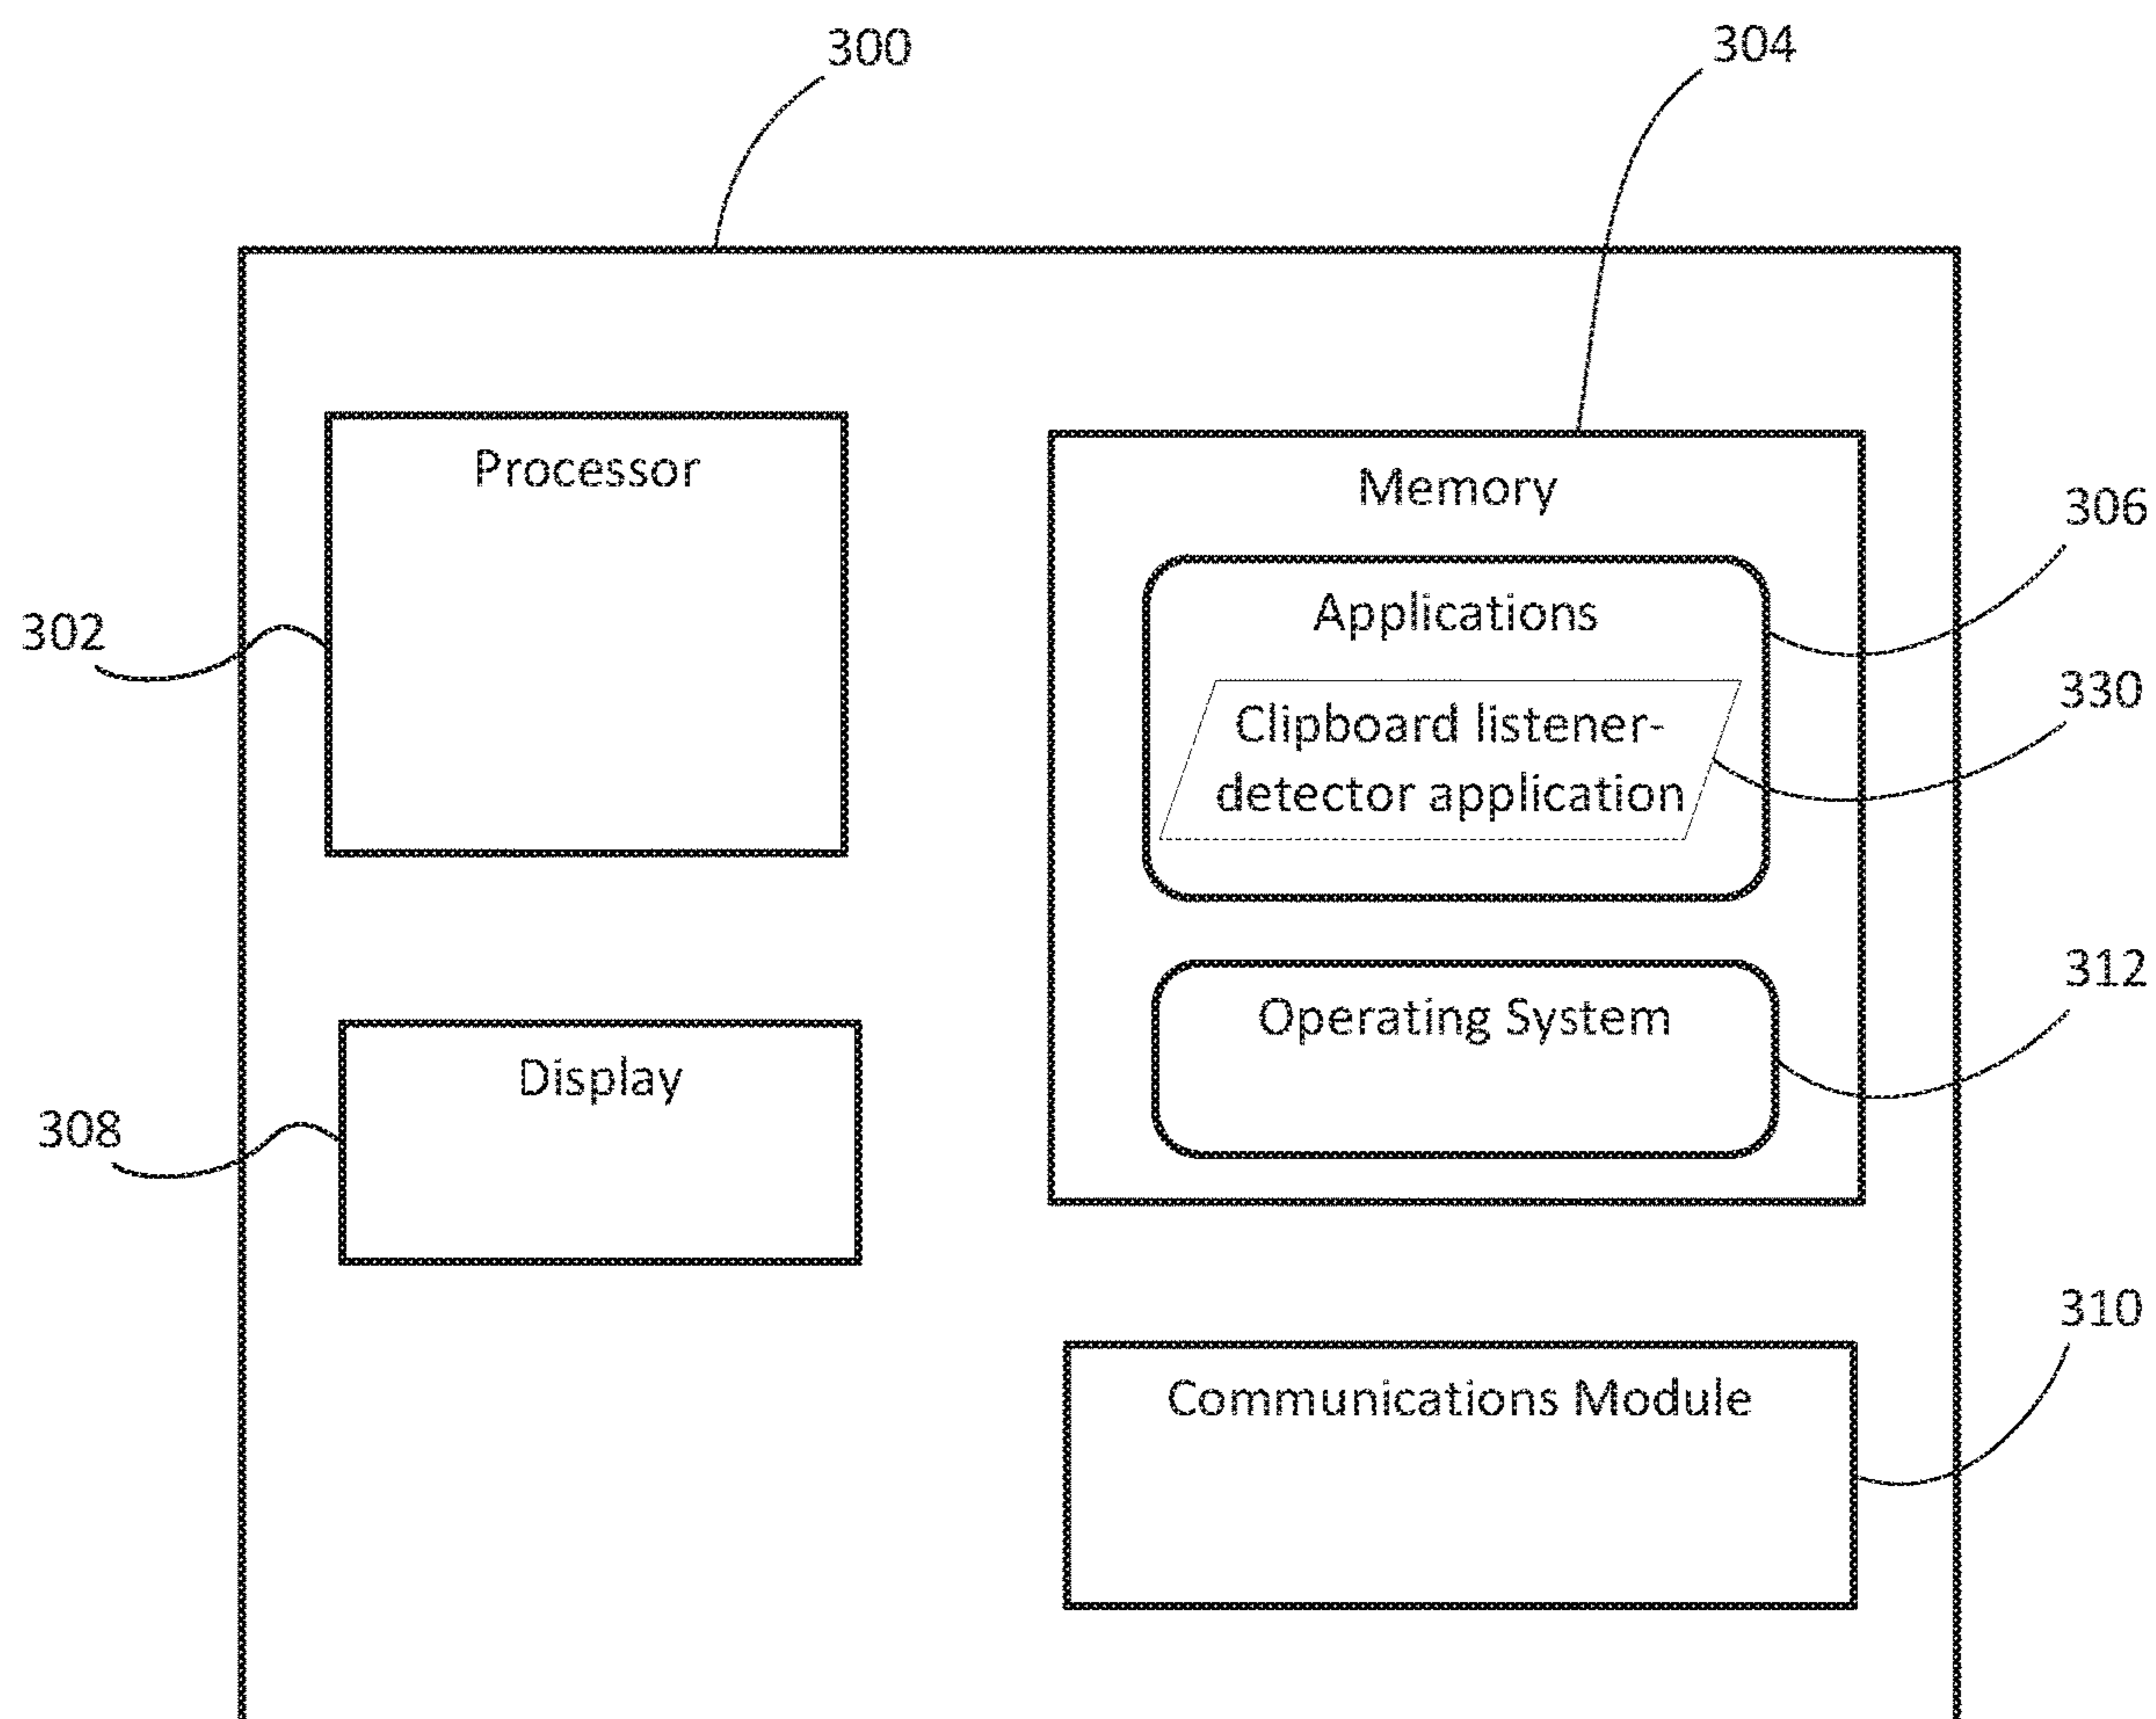 300
304
Processor
Memory
306
Applications
302
330
Clipboard listener-
detector application
312
Operating System
Display
308
310
Communications Module